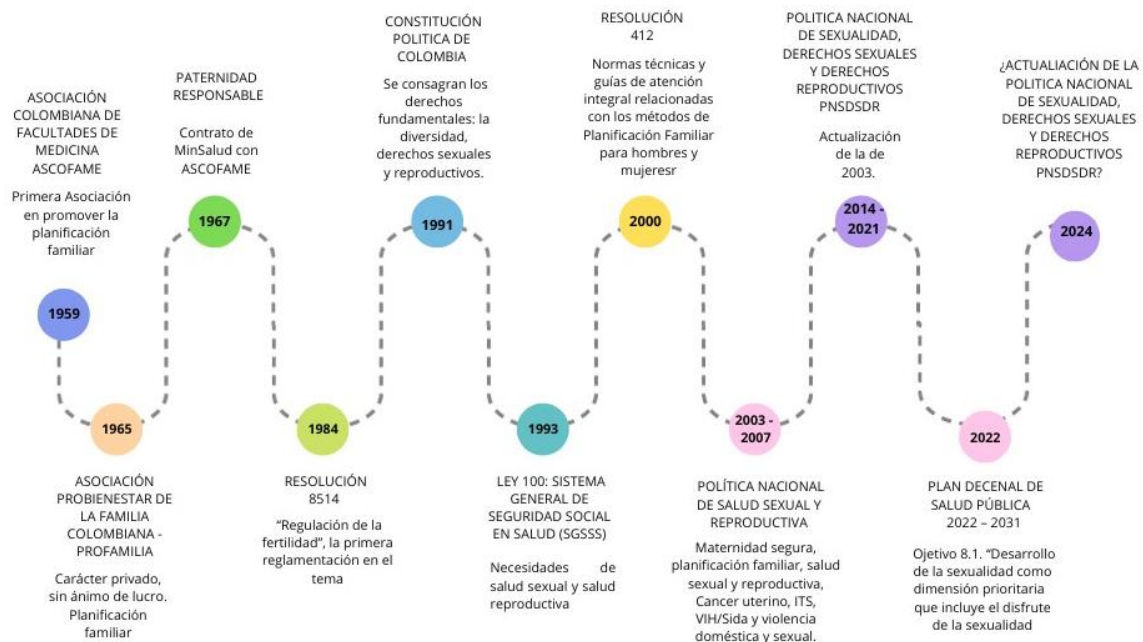 ASOCIACIÓN
COLOMBIANA DE
FACULTADES DE
MEDICINA
ASCOFAME
Primera Asociación
en promover la
planificación
familiar
1959
1965
ASOCIACIÓN
PROBIENESTAR DE
LA FAMILIA
COLOMBIANA -
PROFAMILIA
Carácter privado,
sin ánimo de lucro.
Planificación
familiar
PATERNIDAD
RESPONSABLE
Contrato de
MinSalud con
ASCOFAME
1967
1984
RESOLUCIÓN
8514
“Regulación de la
fertilidad”, la primera
reglamentación en el
tema
CONSTITUCIÓN
POLITICA DE
COLOMBIA
Se consagran los
derechos
fundamentales: la
diversidad,
derechos sexuales
y reproductivos.
1991
1993
LEY 100: SISTEMA
GENERAL DE
SEGURIDAD SOCIAL
EN SALUD (SGSSS)
Necesidades de
salud sexual y salud
reproductiva
RESOLUCIÓN
412
Normas técnicas y
guías de atención
integral relacionadas
con los métodos de
Planificación Familiar
para hombres y
mujeresr
2000
2003 -
2007
POLÍTICA NACIONAL
DE SALUD SEXUAL Y
REPRODUCTIVA
Maternidad segura,
planificación familiar, salud
sexual y reproductiva,
Cancer uterino, ITS,
VIH/Sida y violencia
doméstica y sexual.
POLITICA NACIONAL
DE SEXUALIDAD,
DERECHOS SEXUALES
Y DERECHOS
REPRODUCTIVOS
PNSDSDR
Actualización
de la de
2003.
2014 -
2021
2022
PLAN DECENAL DE
SALUD PÚBLICA
2022 – 2031
Ojetivo 8.1. “Desarrollo
de la sexualidad como
dimensión prioritaria
que incluye el disfrute
de la sexualidad
¿ACTUALIACIÓN DE LA
POLITICA NACIONAL
DE SEXUALIDAD,
DERECHOS SEXUALES
Y DERECHOS
REPRODUCTIVOS
PNSDSDR?
2024